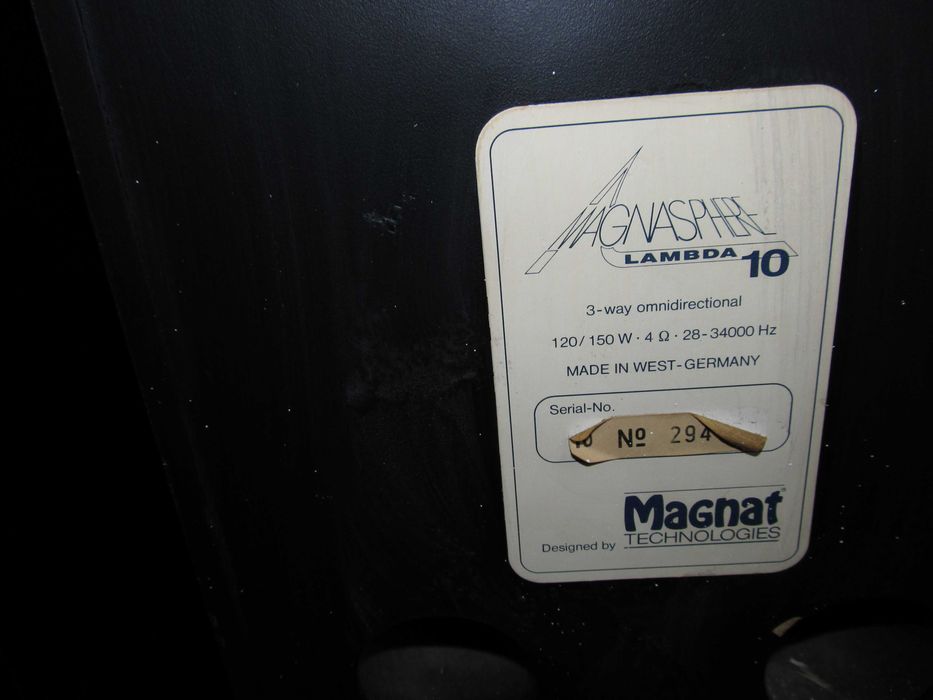 MAGNASPHERE
LAMBDA 10
3-way omnidirectional
120/150 W · 4 Ω · 28-34000 Hz
MADE IN WEST-GERMANY
Serial-No.
10 Nº 294
Designed by Magnat
TECHNOLOGIES